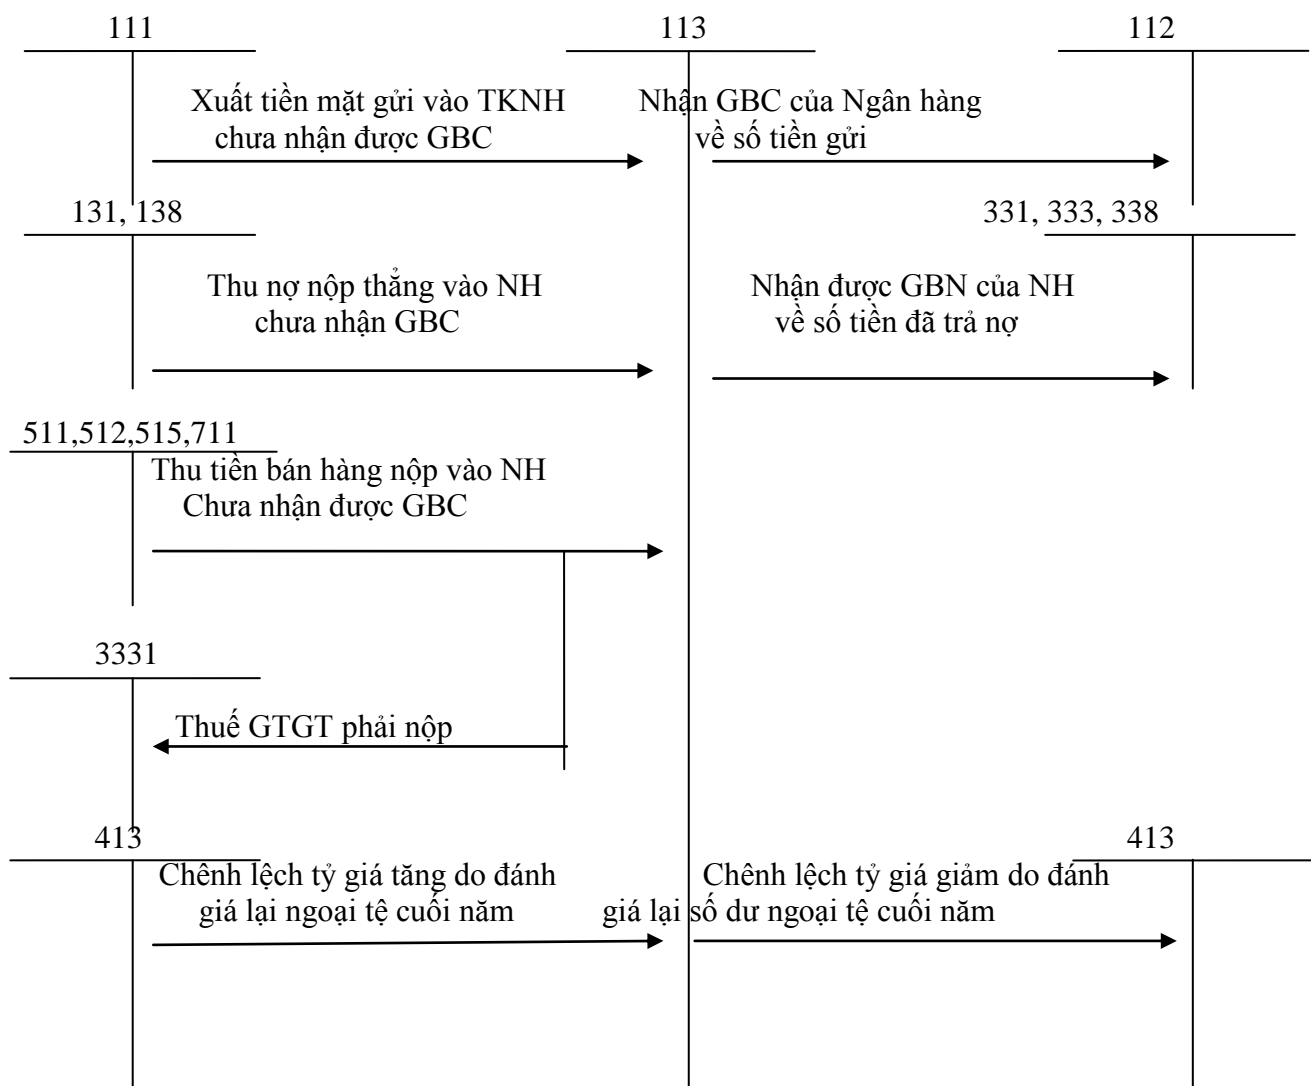 111
113
112
Xuất tiền mặt gửi vào TKNH
chưa nhận được GBC
Nhận GBC của Ngân hàng
về số tiền gửi
131, 138
331, 333, 338
Thu nợ nộp thẳng vào NH
chưa nhận GBC
Nhận được GBN của NH
về số tiền đã trả nợ
511,512,515,711
Thu tiền bán hàng nộp vào NH
Chưa nhận được GBC
3331
Thuế GTGT phải nộp
413
413
Chênh lệch tỷ giá tăng do đánh
giá lại ngoại tệ cuối năm
Chênh lệch tỷ giá giảm do đánh
giá lại số dư ngoại tệ cuối năm